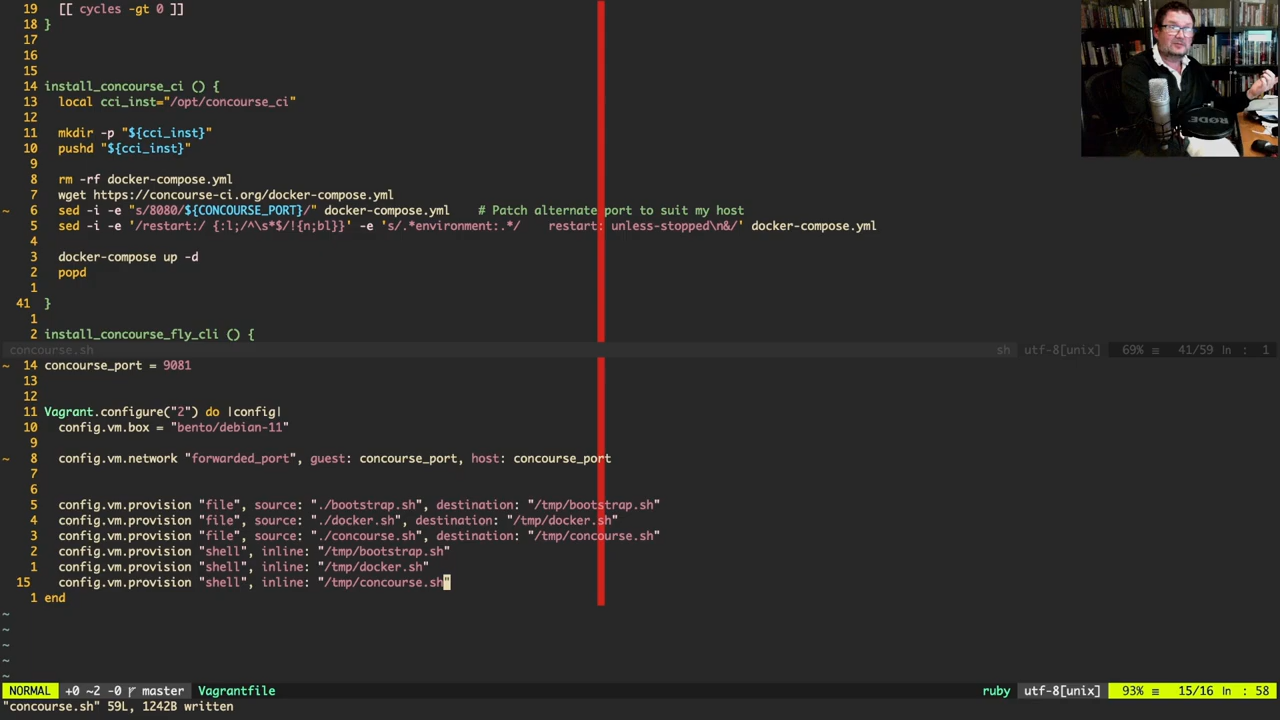 19 [[ cycles -gt 0 ]]
18 }
17
16
15
14 install_concourse_ci () {
13 local cci_inst="/opt/concourse_ci"
12
11 mkdir -p "${cci_inst}"
10 pushd "${cci_inst}"
9
8 rm -rf docker-compose.yml
7 wget https://concourse-ci.org/docker-compose.yml
~ 6 sed -i -e "s/8080/${CONCOURSE_PORT}/" docker-compose.yml # Patch alternate port to suit my host
5 sed -i -e '/restart:/ {:l;/^\s*$/!{n;bl}}' -e 's/.*environment:.*/ restart: unless-stopped\n&/' docker-compose.yml
4
3 docker-compose up -d
2 popd
1
41 }
1
2 install_concourse_fly_cli () {
concourse.sh sh utf-8[unix] 69% ≡ 41/59 ln : 1
~ 14 concourse_port = 9081
13
12
11 Vagrant.configure("2") do |config|
10 config.vm.box = "bento/debian-11"
9
~ 8 config.vm.network "forwarded_port", guest: concourse_port, host: concourse_port
7
6
5 config.vm.provision "file", source: "./bootstrap.sh", destination: "/tmp/bootstrap.sh"
4 config.vm.provision "file", source: "./docker.sh", destination: "/tmp/docker.sh"
3 config.vm.provision "file", source: "./concourse.sh", destination: "/tmp/concourse.sh"
2 config.vm.provision "shell", inline: "/tmp/bootstrap.sh"
1 config.vm.provision "shell", inline: "/tmp/docker.sh"
15 config.vm.provision "shell", inline: "/tmp/concourse.sh"
1 end
~
~
~
~
~
NORMAL +0 ~2 -0 master Vagrantfile ruby utf-8[unix] 93% ≡ 15/16 ln : 58
"concourse.sh" 59L, 1242B written
RODE